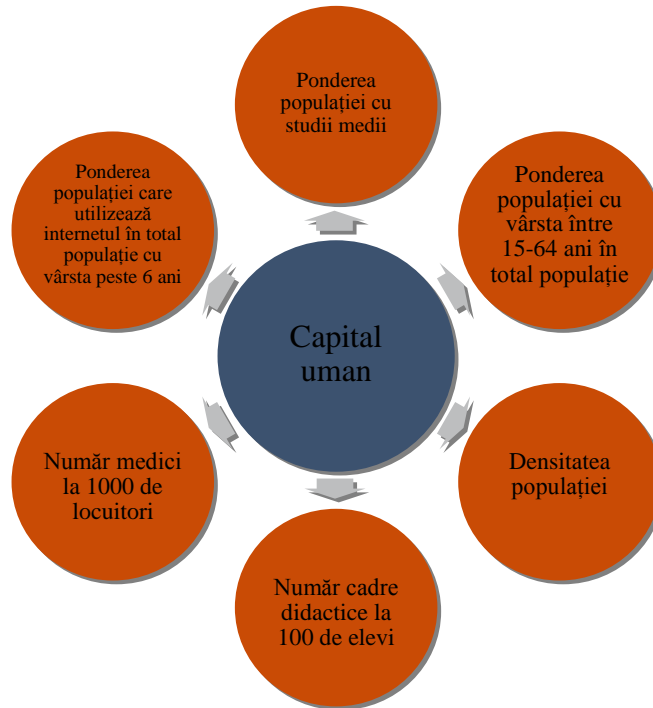 Ponderea
populației cu
studii medii
Ponderea
populației cu
vârsta între
15-64 ani în
total populație
Densitatea
populației
Număr cadre
didactice la
100 de elevi
Număr medici
la 1000 de
locuitori
Ponderea
populației care
utilizează
internetul în total
populație cu
vârsta peste 6 ani
Capital
uman